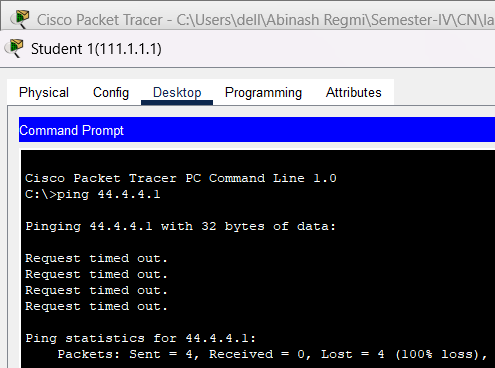 Cisco Packet Tracer - C:\Users\dell\Abinash Regmi\Semester-IV\CN\la
Student 1(111.1.1.1)
Physical Config Desktop Programming Attributes
Command Prompt
Cisco Packet Tracer PC Command Line 1.0
C:\>ping 44.4.4.1
Pinging 44.4.4.1 with 32 bytes of data:
Request timed out.
Request timed out.
Request timed out.
Request timed out.
Ping statistics for 44.4.4.1:
Packets: Sent = 4, Received = 0, Lost = 4 (100% loss),